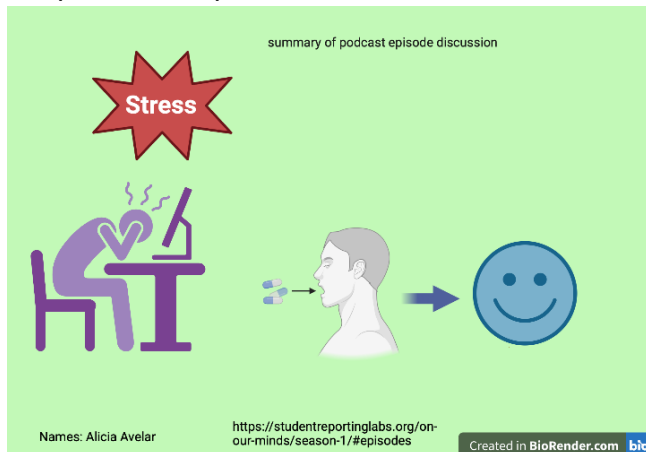 summary of podcast episode discussion
Stress
Names: Alicia Avelar
https://studentreportinglabs.org/on-
our-minds/season-1/#episodes
Created in BioRender.com bio